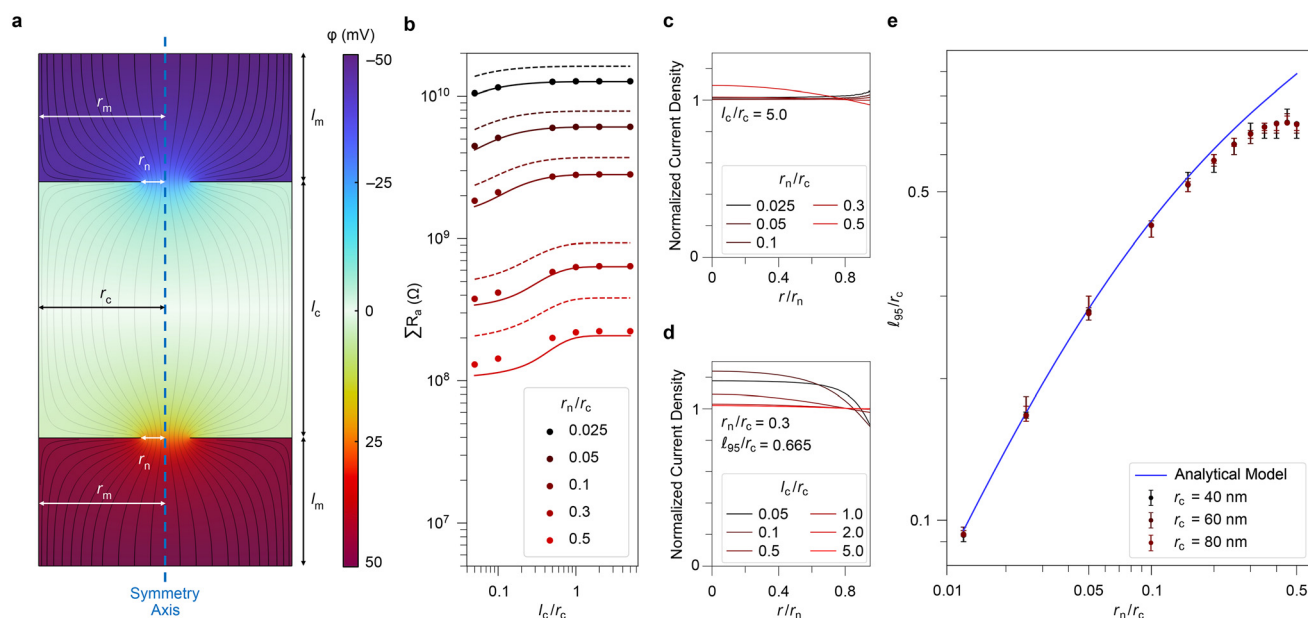 a
φ (mV)
−50
−25
0
25
50
r_m
l_m
r_n
r_c
l_c
r_n
r_m
l_m
Symmetry
Axis
b
10^10
10^9
10^8
10^7
∑R_a (Ω)
r_n/r_c
0.025
0.05
0.1
0.3
0.5
0.1
1
l_c/r_c
c
Normalized Current Density
1
0
l_c/r_c = 5.0
r_n/r_c
0.025
0.3
0.05
0.5
0.1
0
0.4
0.8
r/r_n
d
Normalized Current Density
1
0
r_n/r_c = 0.3
ℓ_95/r_c = 0.665
l_c/r_c
0.05
1.0
0.1
2.0
0.5
5.0
0
0.4
0.8
r/r_n
e
ℓ_95/r_c
0.5
0.1
Analytical Model
r_c = 40 nm
r_c = 60 nm
r_c = 80 nm
0.01
0.05
0.1
0.5
r_n/r_c